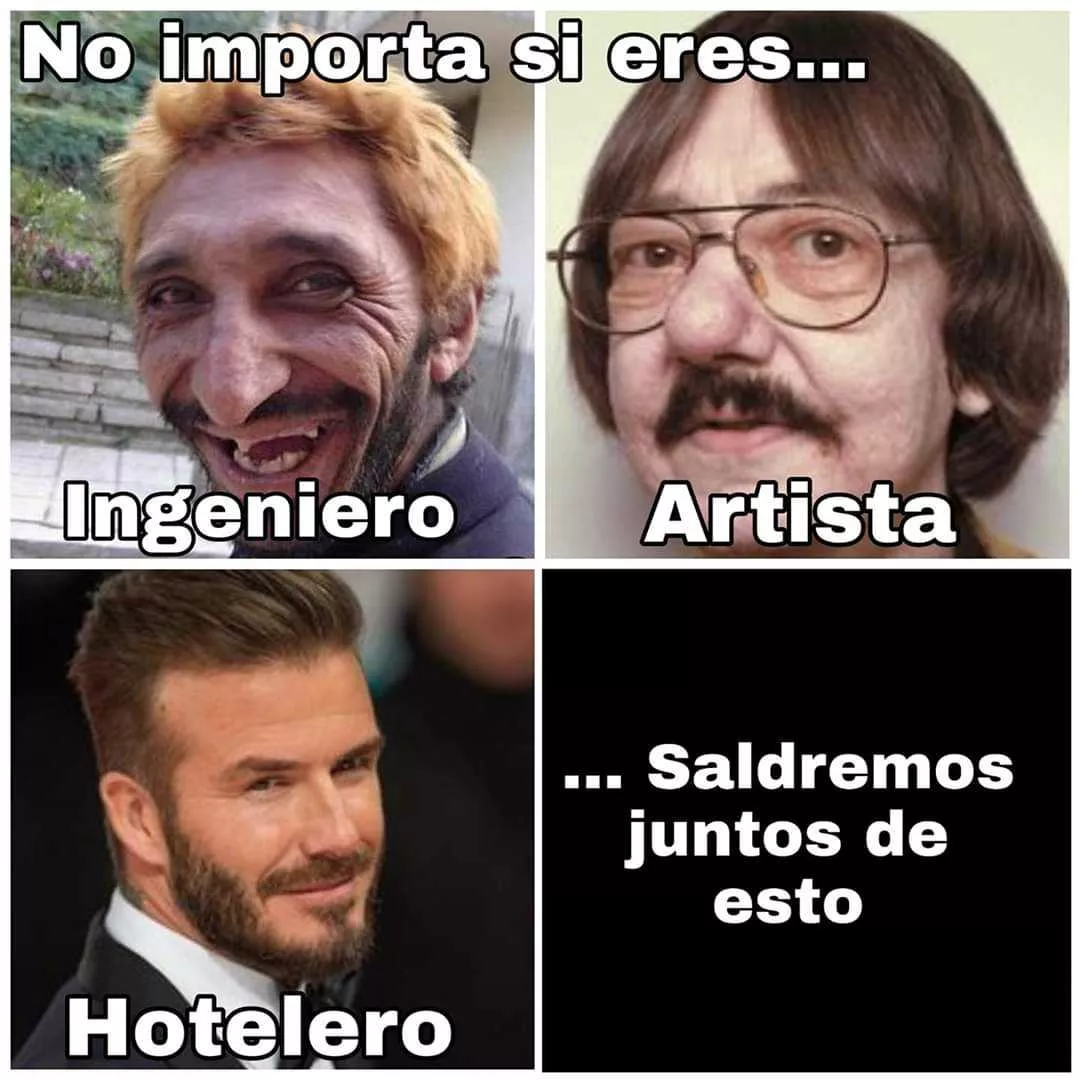 No importa si eres...
Ingeniero
Artista
Hotelero
... Saldremos
juntos de
esto